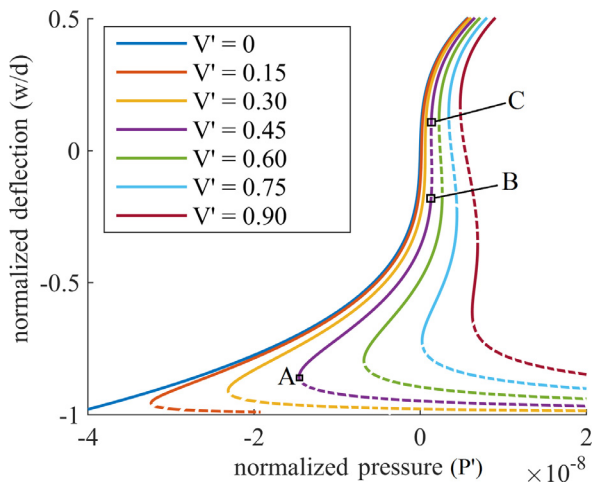 0.5
V' = 0
V' = 0.15
V' = 0.30
V' = 0.45
V' = 0.60
V' = 0.75
V' = 0.90
C
0
B
-0.5
A
-1
-4
-2
0
2
normalized deflection (w/d)
normalized pressure (P')
×10⁻⁸